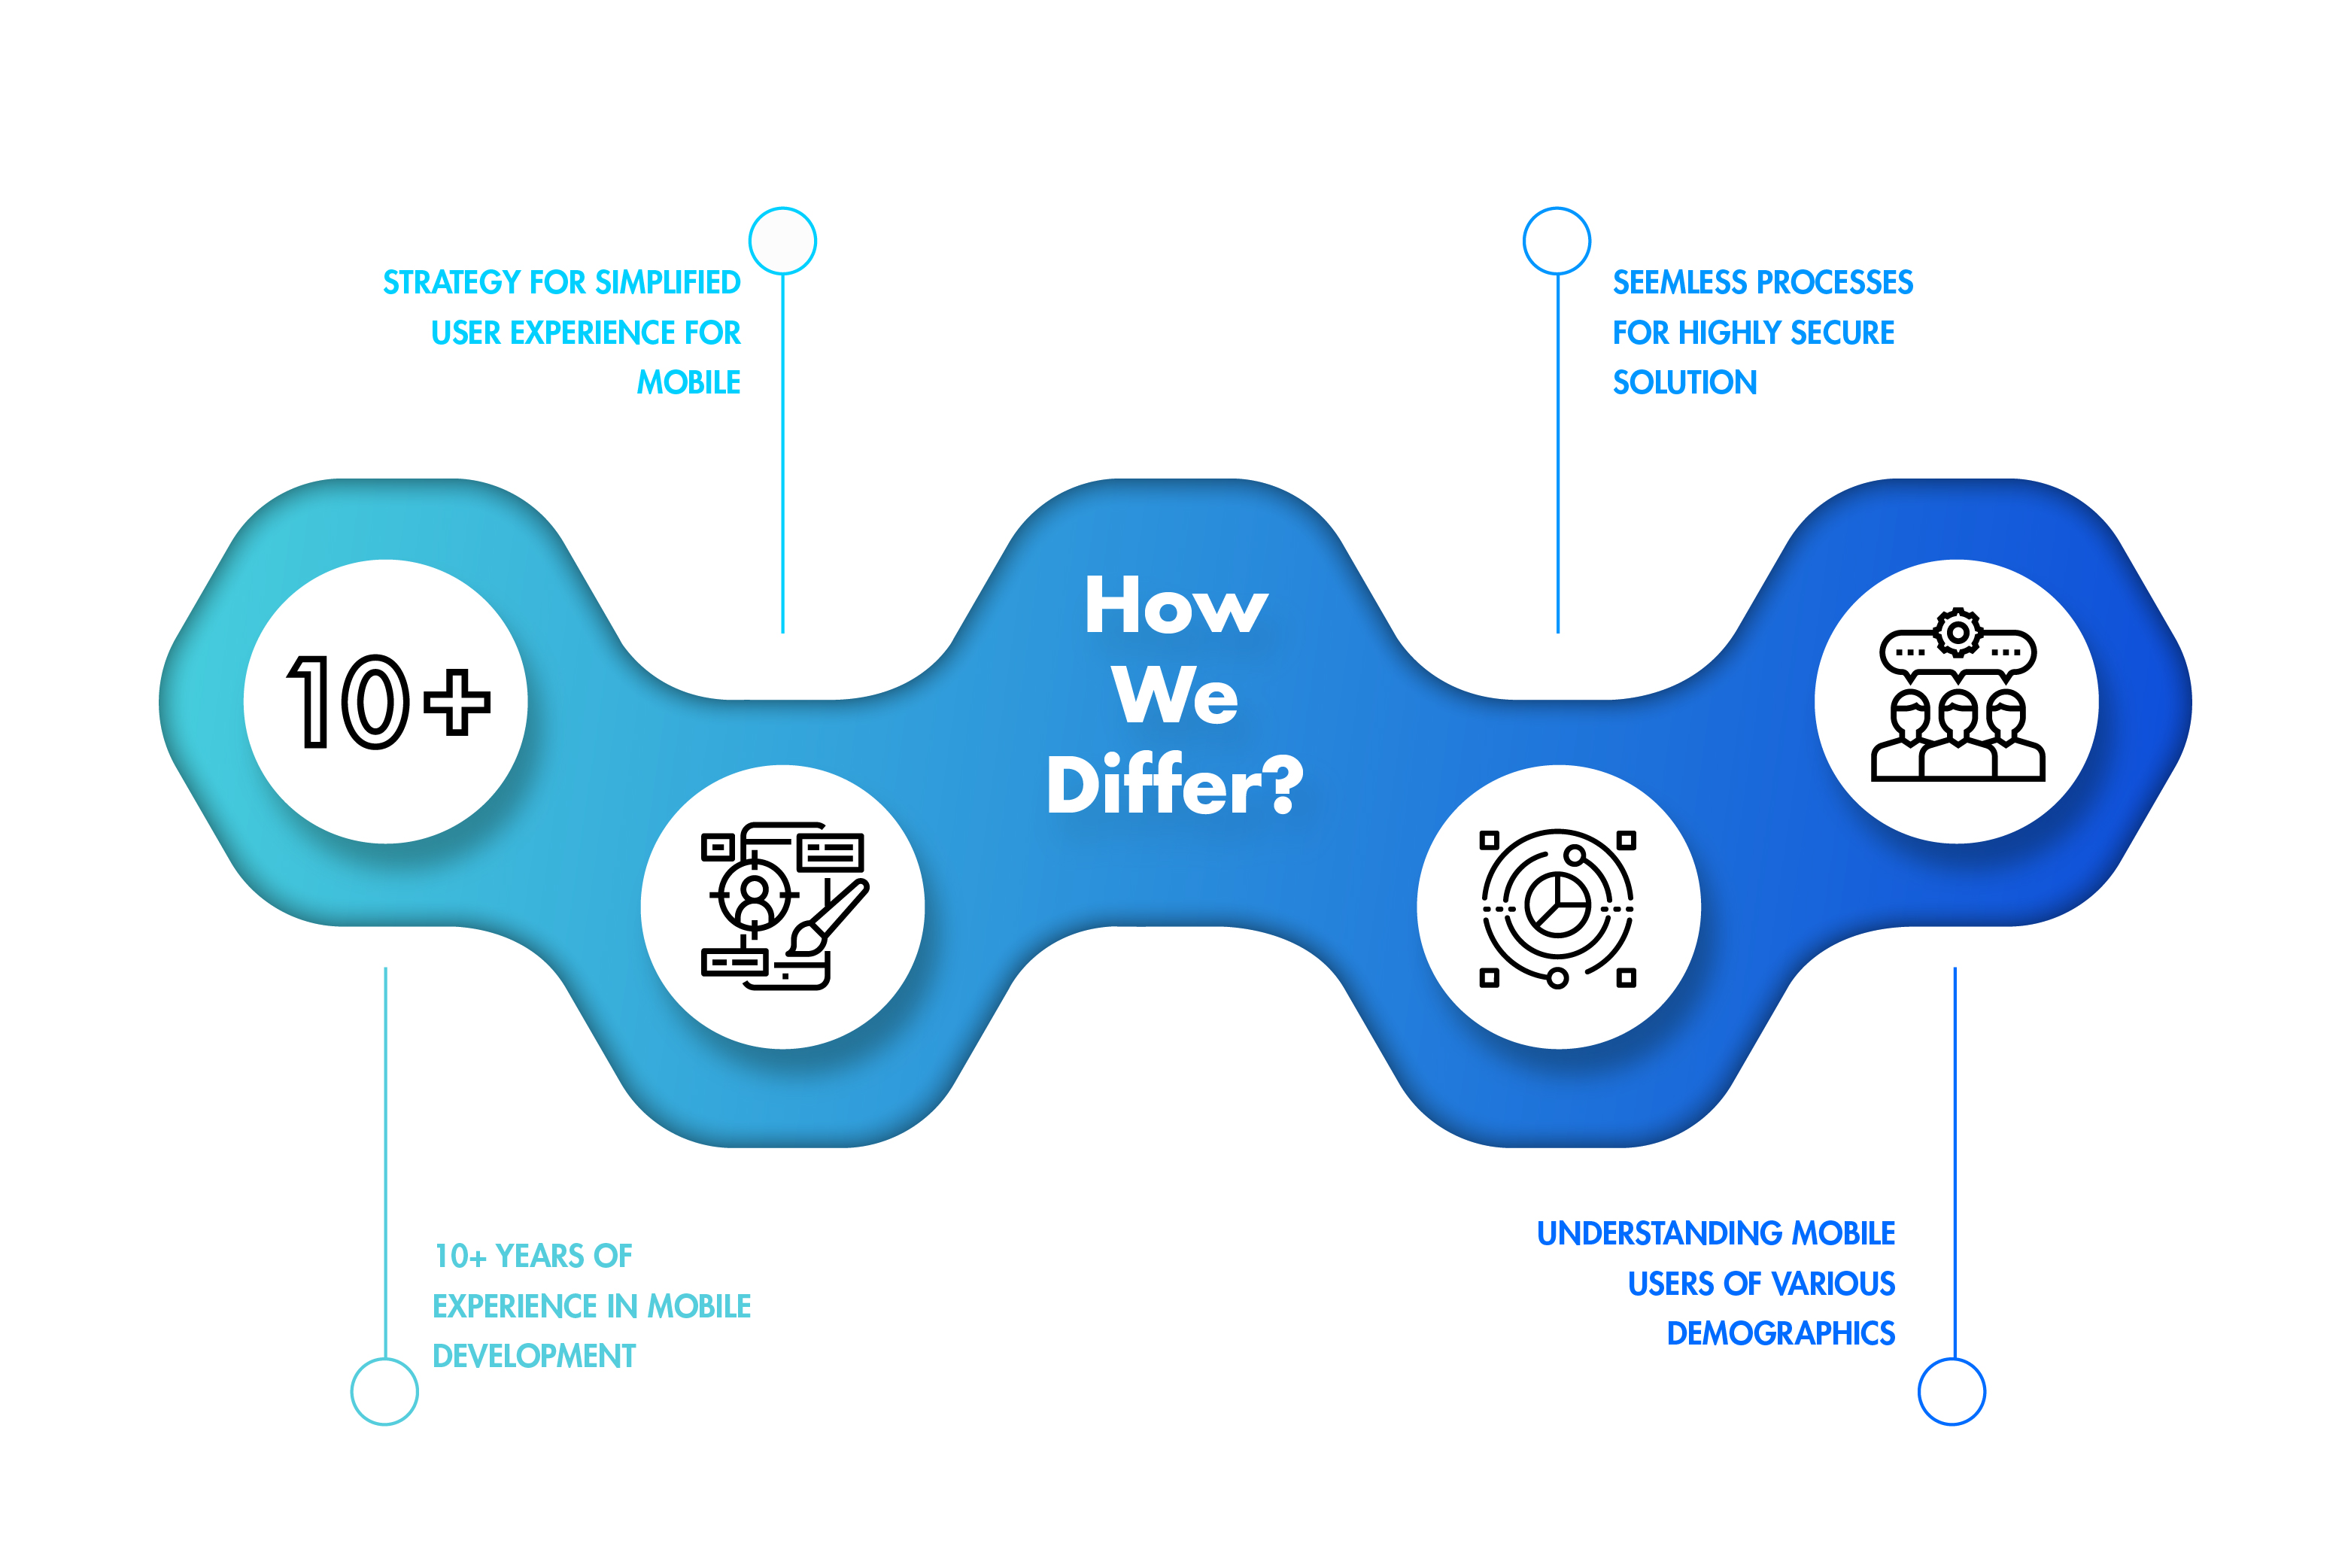 STRATEGY FOR SIMPLIFIED
USER EXPERIENCE FOR
MOBILE
SEEMLESS PROCESSES
FOR HIGHLY SECURE
SOLUTION
10+
How
We
Differ?
10+ YEARS OF
EXPERIENCE IN MOBILE
DEVELOPMENT
UNDERSTANDING MOBILE
USERS OF VARIOUS
DEMOGRAPHICS